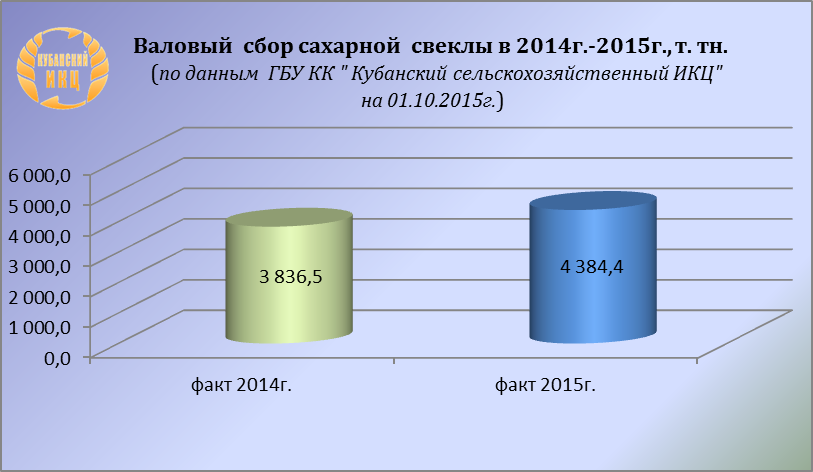 КУБАНСКИЙ
ИКЦ
Валовый сбор сахарной свеклы в 2014г.-2015г., т. тн.
(по данным ГБУ КК " Кубанский сельскохозяйственный ИКЦ"
на 01.10.2015г.)
6 000,0
5 000,0
4 000,0
3 000,0
2 000,0
1 000,0
0,0
3 836,5
4 384,4
факт 2014г.
факт 2015г.